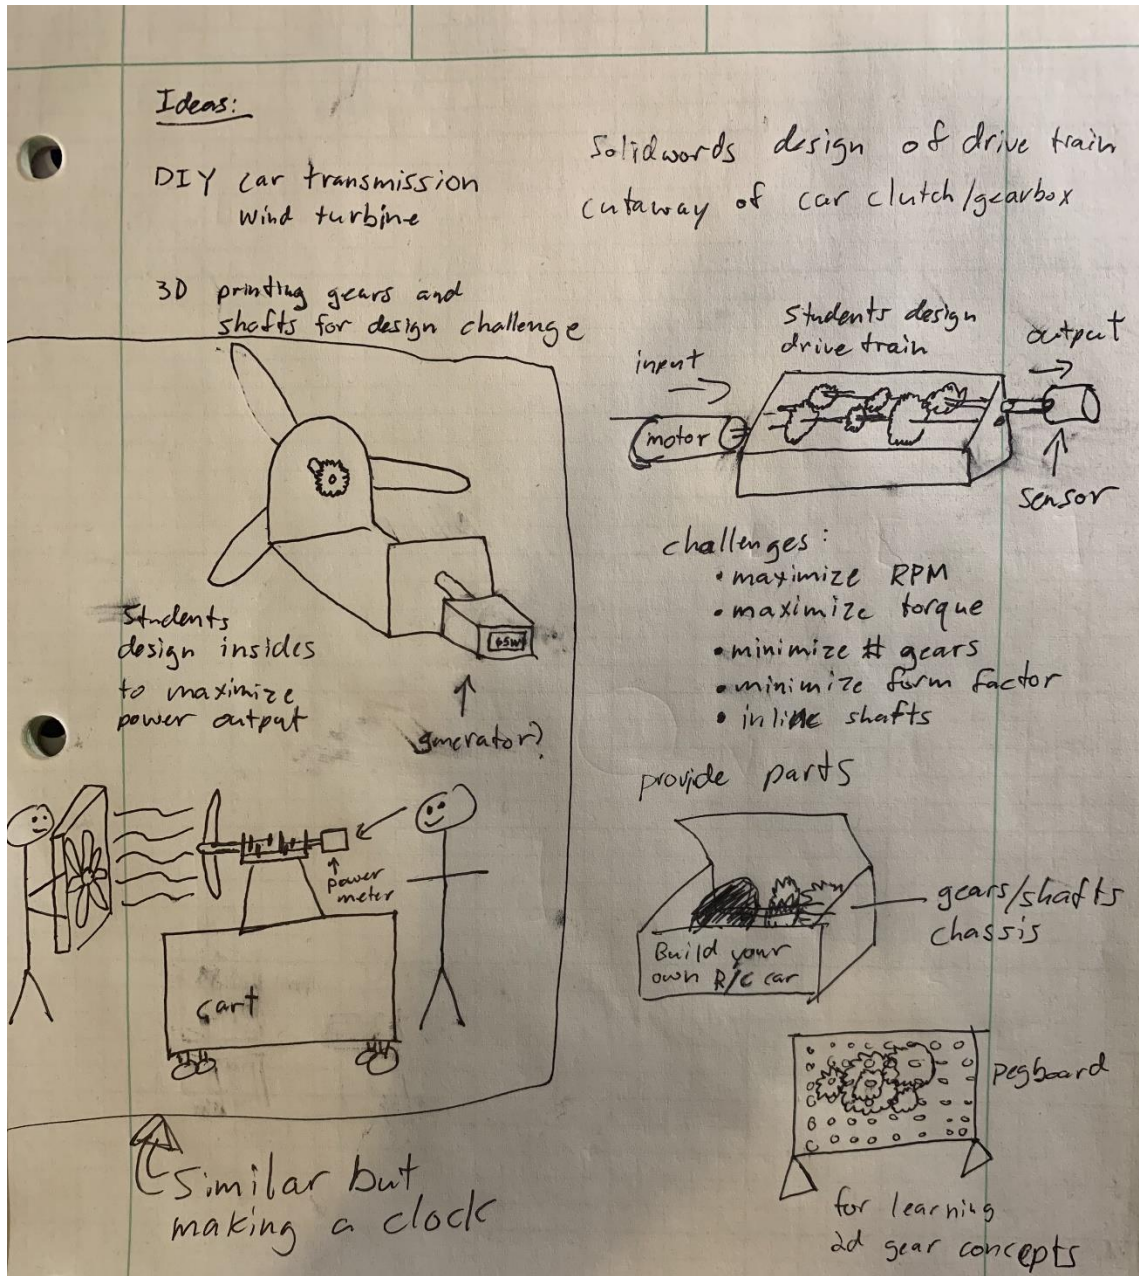 Ideas:
DIY car transmission
wind turbine
3D printing gears and
shafts for design challenge
Solidwords design of drive train
cutaway of car clutch/gearbox
Students design
drive train
input
output
motor
sensor
challenges:
• maximize RPM
• maximize torque
• minimize # gears
• minimize form factor
• inline shafts
Students
design insides
to maximize
power output
generator?
power
meter
cart
provide parts
gears/shafts
chassis
Build your
own R/C car
pegboard
for learning
2d gear concepts
Similar but
making a clock